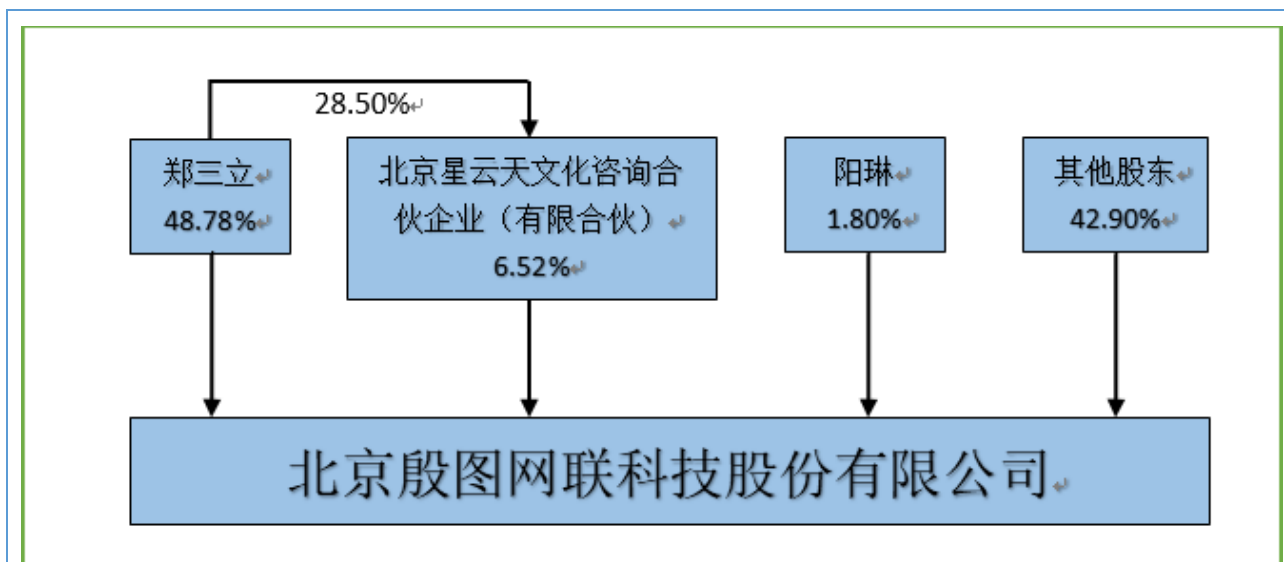 28.50%
郑三立
48.78%
北京星云天文化咨询合
伙企业（有限合伙）
6.52%
阳琳
1.80%
其他股东
42.90%
北京殷图网联科技股份有限公司